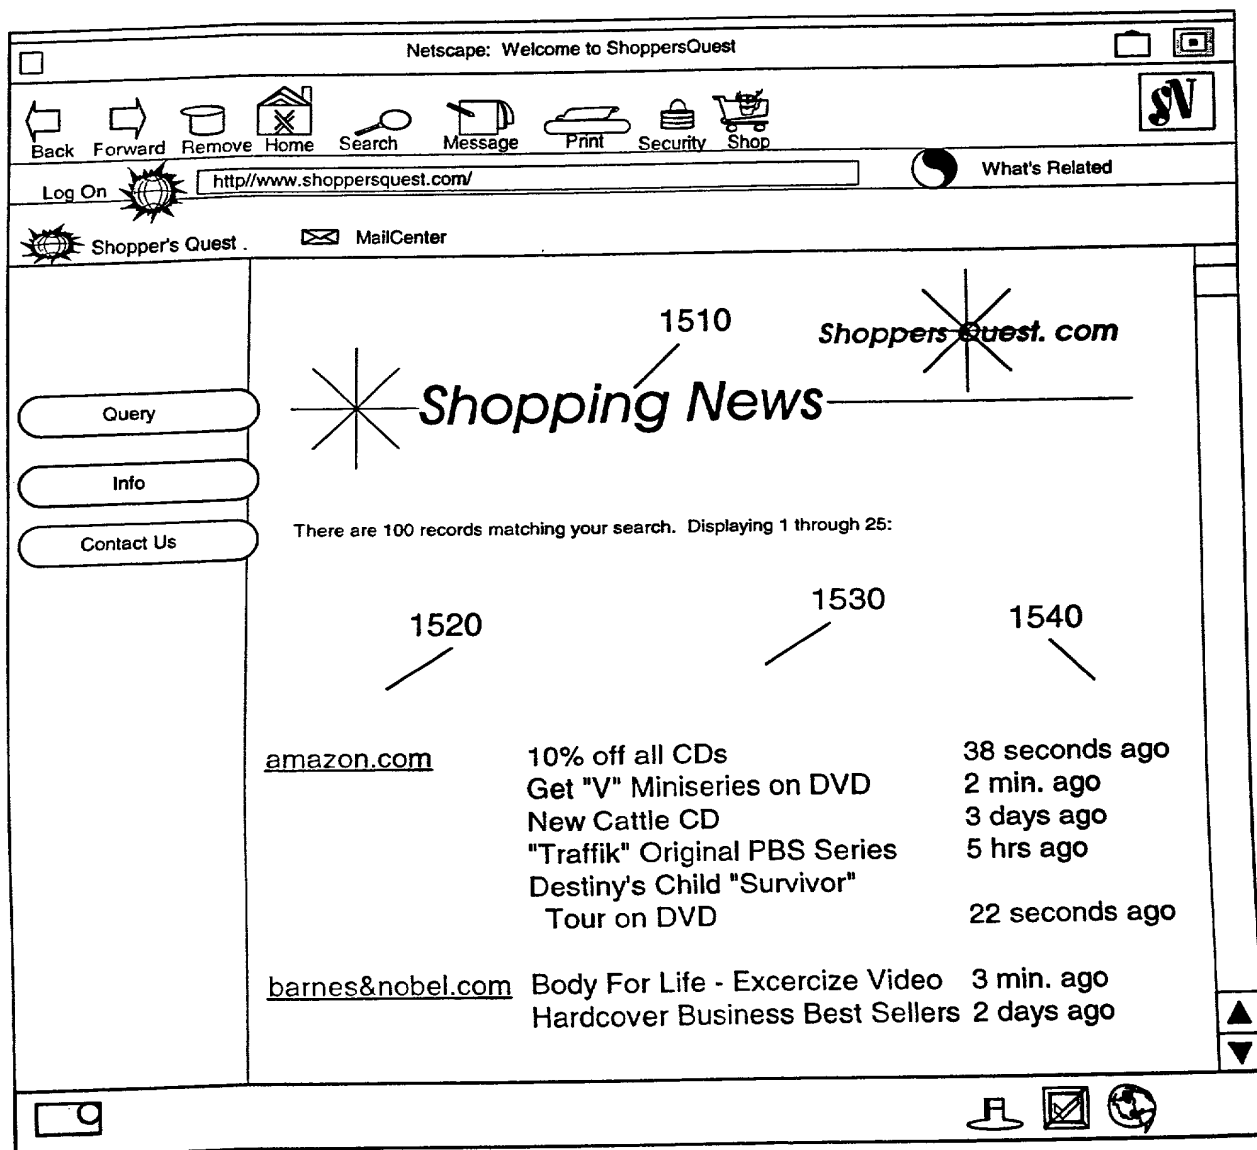 Netscape: Welcome to ShoppersQuest
Back Forward Remove Home Search Message Print Security Shop
N
Log On http//www.shoppersquest.com/ What's Related
Shopper's Quest . MailCenter
1510
Shoppers Quest. com
Shopping News
Query
Info
Contact Us
There are 100 records matching your search. Displaying 1 through 25:
1520 1530 1540
amazon.com 10% off all CDs 38 seconds ago
Get "V" Miniseries on DVD 2 min. ago
New Cattle CD 3 days ago
"Traffik" Original PBS Series 5 hrs ago
Destiny's Child "Survivor"
Tour on DVD 22 seconds ago
barnes&nobel.com Body For Life - Excercize Video 3 min. ago
Hardcover Business Best Sellers 2 days ago